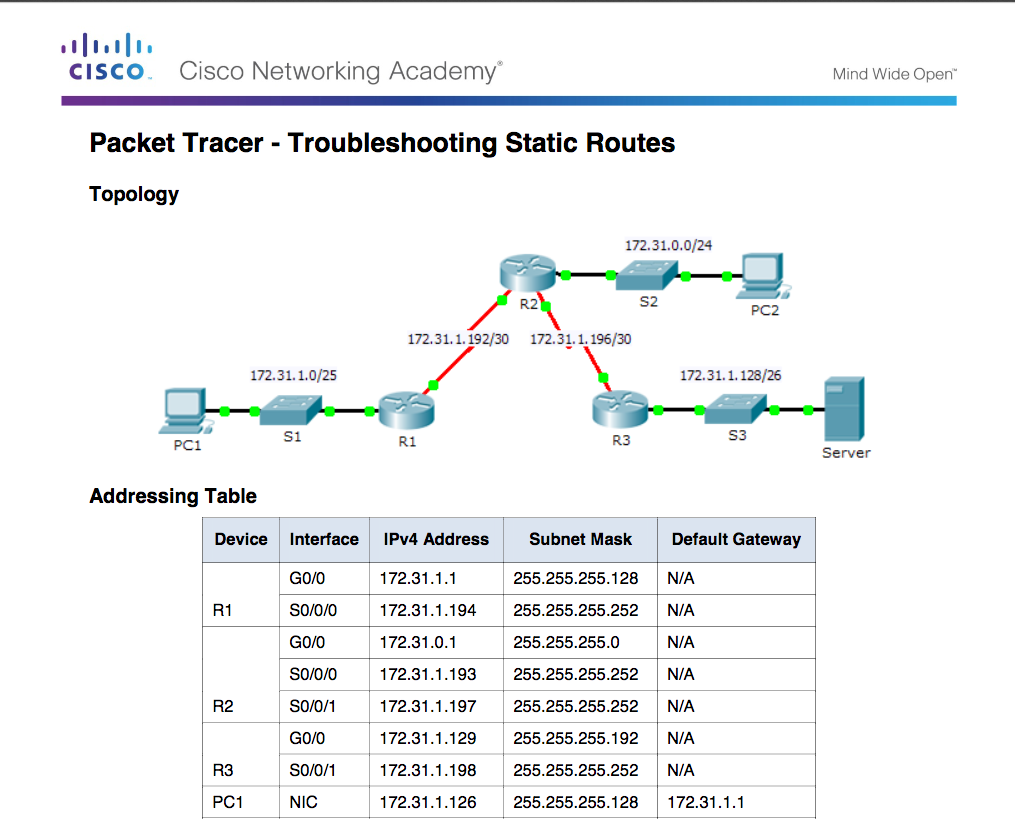 CISCO
Cisco Networking Academy®
Mind Wide Open™
Packet Tracer - Troubleshooting Static Routes
Topology
172.31.0.0/24
R2
S2
PC2
172.31.1.192/30
172.31.1.196/30
172.31.1.0/25
172.31.1.128/26
PC1
S1
R1
R3
S3
Server
Addressing Table
Device Interface IPv4 Address Subnet Mask Default Gateway
G0/0 172.31.1.1 255.255.255.128 N/A
R1 S0/0/0 172.31.1.194 255.255.255.252 N/A
G0/0 172.31.0.1 255.255.255.0 N/A
S0/0/0 172.31.1.193 255.255.255.252 N/A
R2 S0/0/1 172.31.1.197 255.255.255.252 N/A
G0/0 172.31.1.129 255.255.255.192 N/A
R3 S0/0/1 172.31.1.198 255.255.255.252 N/A
PC1 NIC 172.31.1.126 255.255.255.128 172.31.1.1